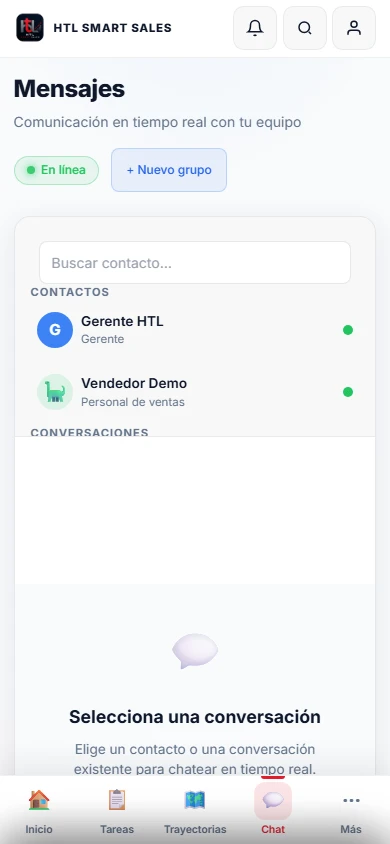 HTL SMART SALES
Mensajes
Comunicación en tiempo real con tu equipo
En línea
+ Nuevo grupo
Buscar contacto...
CONTACTOS
G
Gerente HTL
Gerente
Vendedor Demo
Personal de ventas
CONVERSACIONES
Selecciona una conversación
Elige un contacto o una conversación
existente para chatear en tiempo real.
Inicio
Tareas
Trayectorias
Chat
Más